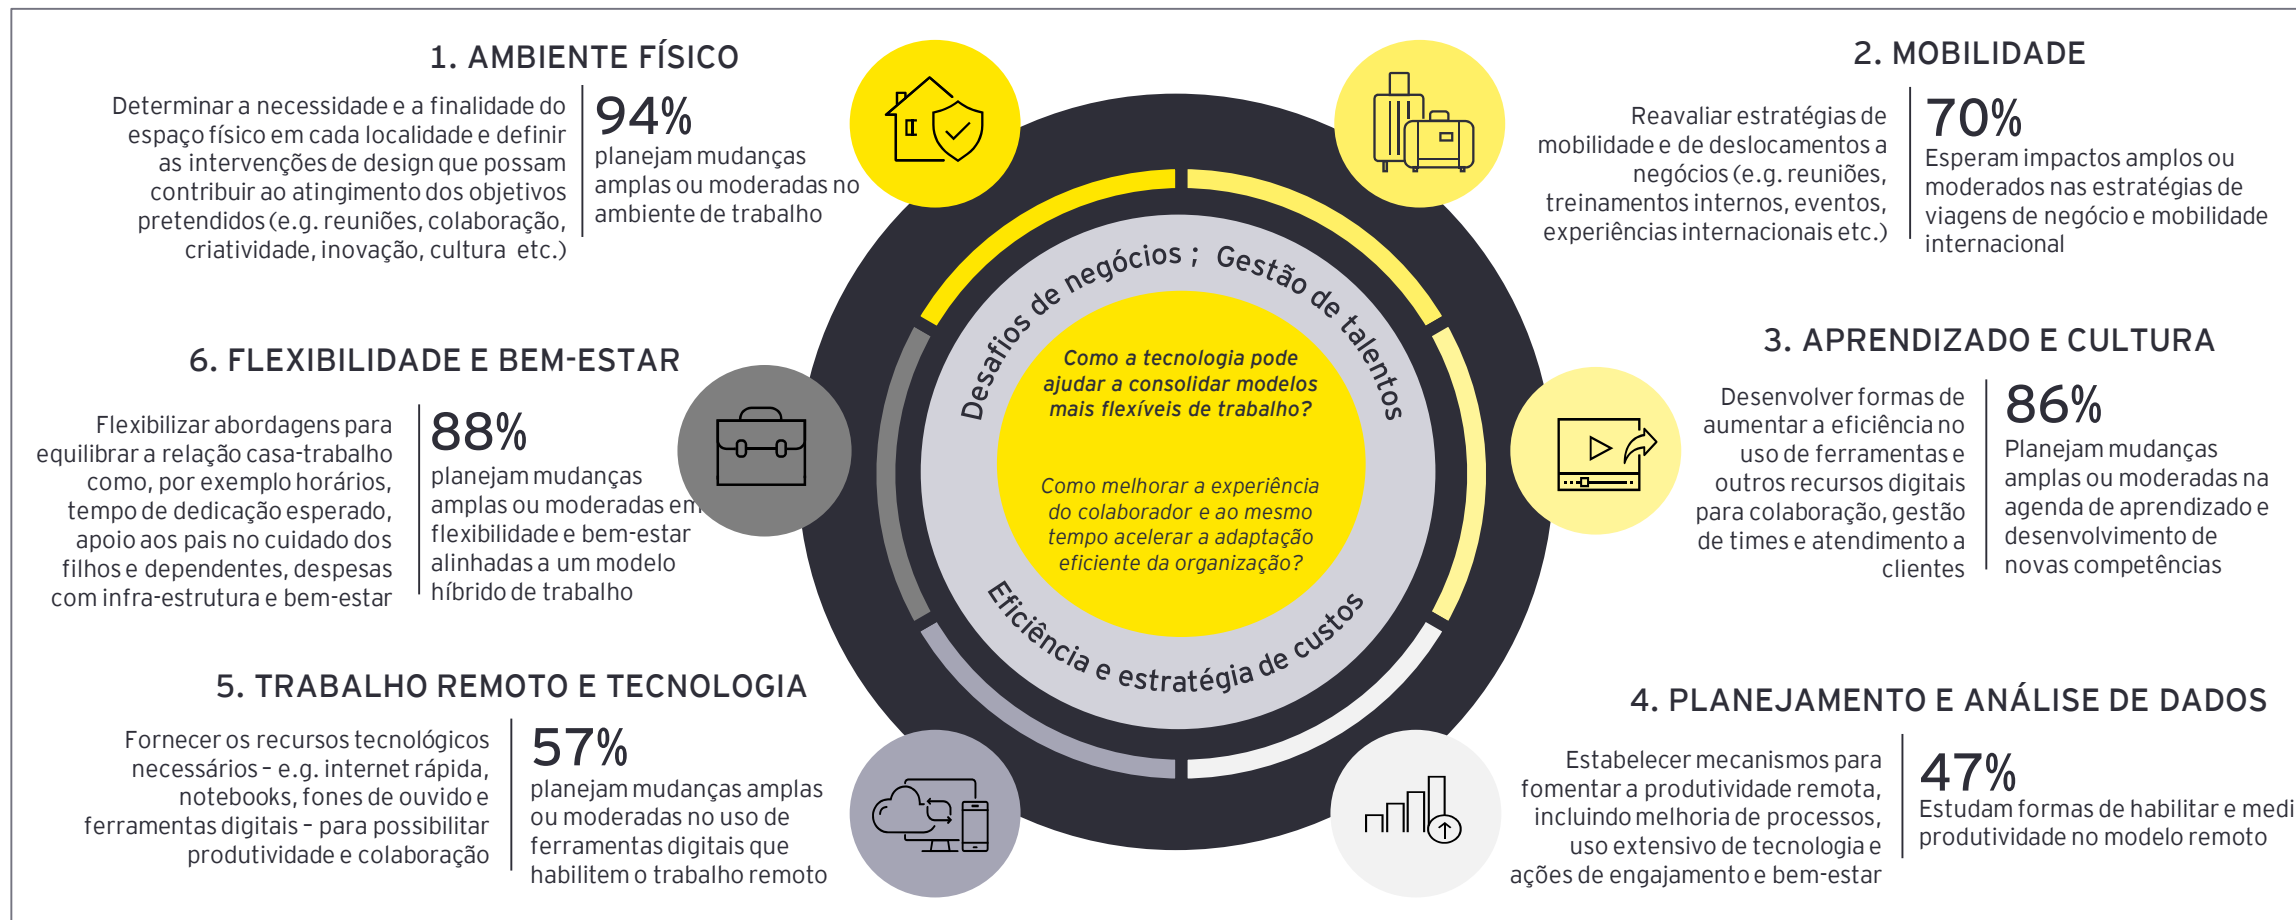 1. AMBIENTE FÍSICO
Determinar a necessidade e a finalidade do
espaço físico em cada localidade e definir
as intervenções de design que possam
contribuir ao atingimento dos objetivos
pretendidos (e.g. reuniões, colaboração,
criatividade, inovação, cultura etc.)
94%
planejam mudanças
amplas ou moderadas no
ambiente de trabalho
2. MOBILIDADE
Reavaliar estratégias de
mobilidade e de deslocamentos a
negócios (e.g. reuniões,
treinamentos internos, eventos,
experiências internacionais etc.)
70%
Esperam impactos amplos ou
moderados nas estratégias de
viagens de negócio e mobilidade
internacional
3. APRENDIZADO E CULTURA
Desenvolver formas de
aumentar a eficiência no
uso de ferramentas e
outros recursos digitais
para colaboração, gestão
de times e atendimento a
clientes
86%
Planejam mudanças
amplas ou moderadas na
agenda de aprendizado e
desenvolvimento de
novas competências
4. PLANEJAMENTO E ANÁLISE DE DADOS
Estabelecer mecanismos para
fomentar a produtividade remota,
incluindo melhoria de processos,
uso extensivo de tecnologia e
ações de engajamento e bem-estar
47%
Estudam formas de habilitar e medi
produtividade no modelo remoto
5. TRABALHO REMOTO E TECNOLOGIA
Fornecer os recursos tecnológicos
necessários – e.g. internet rápida,
notebooks, fones de ouvido e
ferramentas digitais – para possibilitar
produtividade e colaboração
57%
planejam mudanças amplas
ou moderadas no uso de
ferramentas digitais que
habilitem o trabalho remoto
6. FLEXIBILIDADE E BEM-ESTAR
Flexibilizar abordagens para
equilibrar a relação casa-trabalho
como, por exemplo horários,
tempo de dedicação esperado,
apoio aos pais no cuidado dos
filhos e dependentes, despesas
com infra-estrutura e bem-estar
88%
planejam mudanças
amplas ou moderadas em
flexibilidade e bem-estar
alinhadas a um modelo
híbrido de trabalho
Desafios de negócios ; Gestão de talentos
Como a tecnologia pode
ajudar a consolidar modelos
mais flexíveis de trabalho?
Como melhorar a experiência
do colaborador e ao mesmo
tempo acelerar a adaptação
eficiente da organização?
Eficiência e estratégia de custos